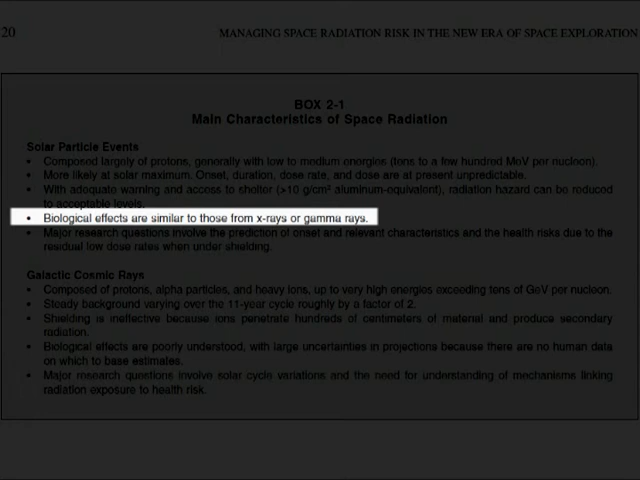 20
MANAGING SPACE RADIATION RISK IN THE NEW ERA OF SPACE EXPLORATION
BOX 2-1
Main Characteristics of Space Radiation
Solar Particle Events
• Composed largely of protons, generally with low to medium energies (tens to a few hundred MeV per nucleon).
• More likely at solar maximum. Onset, duration, dose rate, and dose are at present unpredictable.
• With adequate warning and access to shelter (>10 g/cm² aluminum-equivalent), radiation hazard can be reduced
to acceptable levels.
• Biological effects are similar to those from x-rays or gamma rays.
• Major research questions involve the prediction of onset and relevant characteristics and the health risks due to the
residual low dose rates when under shielding.
Galactic Cosmic Rays
• Composed of protons, alpha particles, and heavy ions, up to very high energies exceeding tens of GeV per nucleon.
• Steady background varying over the 11-year cycle roughly by a factor of 2.
• Shielding is ineffective because ions penetrate hundreds of centimeters of material and produce secondary
radiation.
• Biological effects are poorly understood, with large uncertainties in projections because there are no human data
on which to base estimates.
• Major research questions involve solar cycle variations and the need for understanding of mechanisms linking
radiation exposure to health risk.